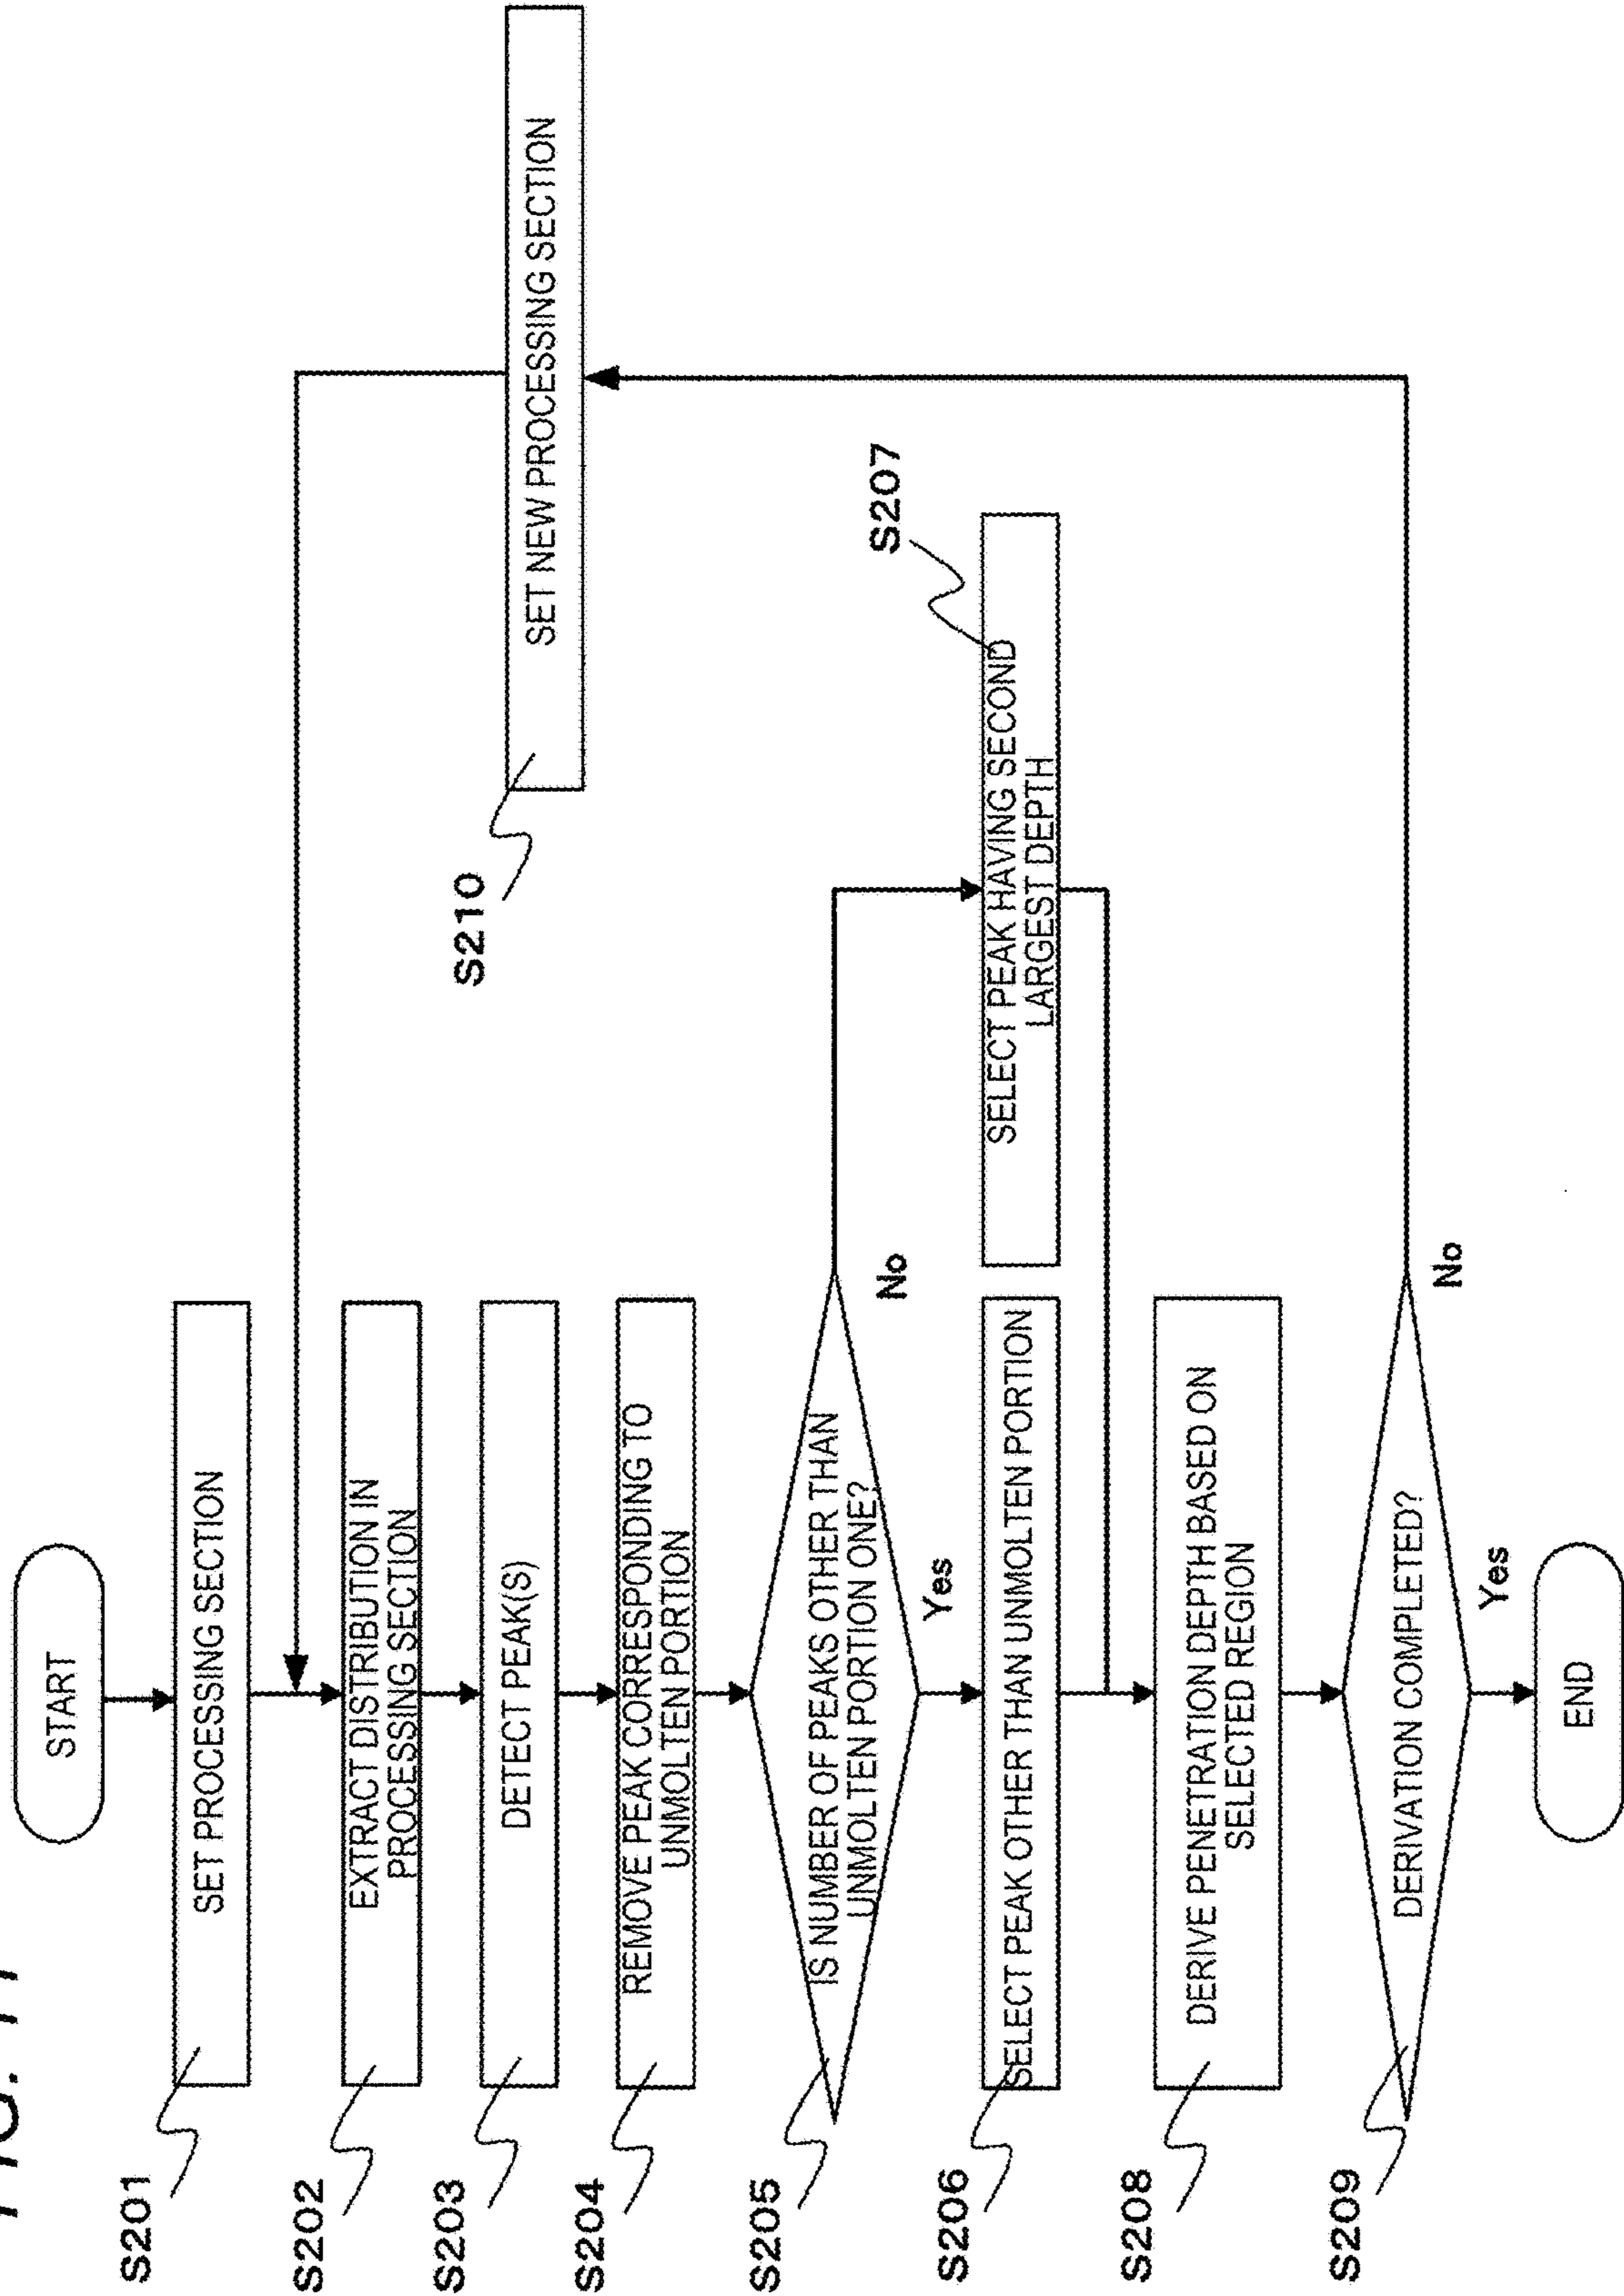 FIG. 11
START
S201
SET PROCESSING SECTION
S202
EXTRACT DISTRIBUTION IN
PROCESSING SECTION
S203
DETECT PEAK(S)
S204
REMOVE PEAK CORRESPONDING TO
UNMOLTEN PORTION
S205
IS NUMBER OF PEAKS OTHER THAN
UNMOLTEN PORTION ONE?
No
Yes
S206
SELECT PEAK OTHER THAN UNMOLTEN PORTION
S207
SELECT PEAK HAVING SECOND
LARGEST DEPTH
S208
DERIVE PENETRATION DEPTH BASED ON
SELECTED REGION
S209
DERIVATION COMPLETED?
No
Yes
S210
SET NEW PROCESSING SECTION
END